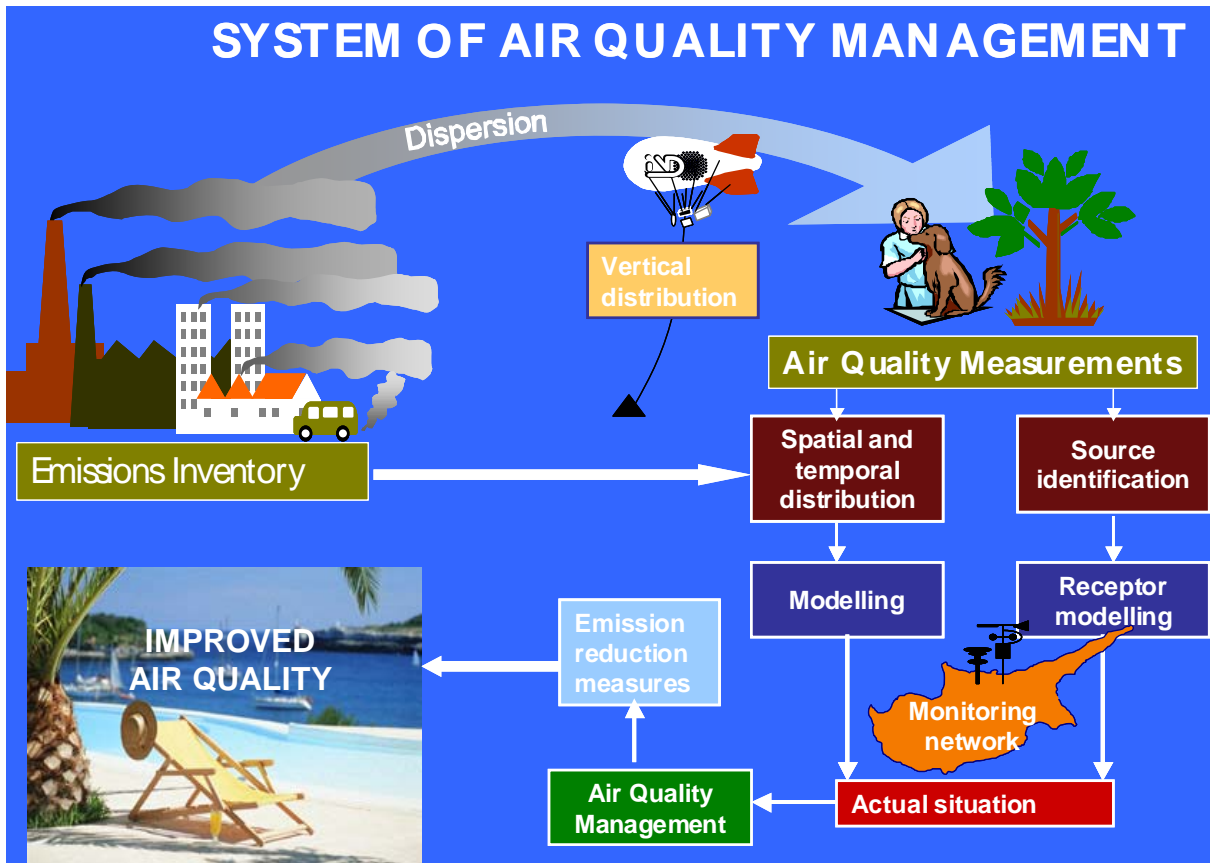 SYSTEM OF AIR QUALITY MANAGEMENT
Dispersion
Vertical
distribution
Air Quality Measurements
Emissions Inventory
Spatial and
temporal
distribution
Source
identification
Modelling
Receptor
modelling
Emission
reduction
measures
IMPROVED
AIR QUALITY
Monitoring
network
Air Quality
Management
Actual situation